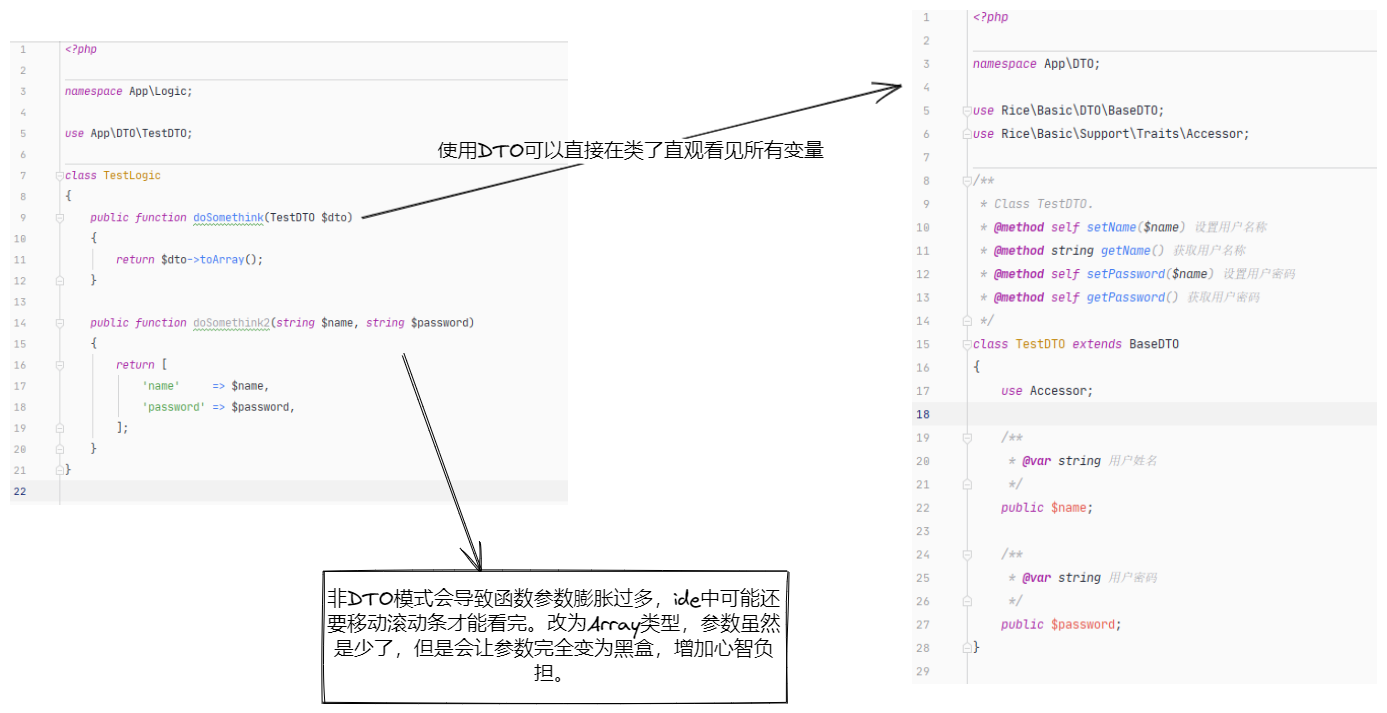 1 <?php
2
3 namespace App\Logic;
4
5 use App\DTO\TestDTO;
6
7 class TestLogic
8 {
9 public function doSomethink(TestDTO $dto)
10 {
11 return $dto->toArray();
12 }
13
14 public function doSomethink2(string $name, string $password)
15 {
16 return [
17 'name' => $name,
18 'password' => $password,
19 ];
20 }
21 }
22
使用DTO可以直接在类了直观看见所有变量
非DTO模式会导致函数参数膨胀过多，ide中可能还
要移动滚动条才能看完。改为Array类型，参数虽然
是少了，但是会让参数完全变为黑盒，增加心智负
担。
1 <?php
2
3 namespace App\DTO;
4
5 use Rice\Basic\DTO\BaseDTO;
6 use Rice\Basic\Support\Traits\Accessor;
7
8 /**
9 * Class TestDTO.
10 * @method self setName($name) 设置用户名称
11 * @method string getName() 获取用户名称
12 * @method self setPassword($name) 设置用户密码
13 * @method self getPassword() 获取用户密码
14 */
15 class TestDTO extends BaseDTO
16 {
17 use Accessor;
18
19 /**
20 * @var string 用户姓名
21 */
22 public $name;
23
24 /**
25 * @var string 用户密码
26 */
27 public $password;
28 }
29